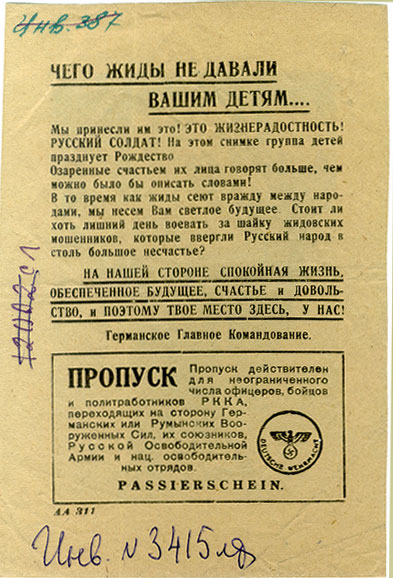 Инв. 387
ЧЕГО ЖИДЫ НЕ ДАВАЛИ
ВАШИМ ДЕТЯМ....
Мы принесли им это! ЭТО ЖИЗНЕРАДОСТНОСТЬ!
РУССКИЙ СОЛДАТ! На этом снимке группа детей
празднует Рождество
Озаренные счастьем их лица говорят больше, чем
можно было бы описать словами!
В то время как жиды сеют вражду между наро-
дами, мы несем Вам светлое будущее. Стоит ли
хоть лишний день воевать за шайку жидовских
мошенников, которые ввергли Русский народ в
столь большое несчастье?
НА НАШЕЙ СТОРОНЕ СПОКОЙНАЯ ЖИЗНЬ,
ОБЕСПЕЧЕННОЕ БУДУЩЕЕ, СЧАСТЬЕ и ДОВОЛЬ-
СТВО, и ПОЭТОМУ ТВОЕ МЕСТО ЗДЕСЬ, У НАС!
Германское Главное Командование.
ПРОПУСК
Пропуск действителен
для неограниченного
числа офицеров, бойцов
и политработников РККА,
переходящих на сторону Гер-
манских или Румынских Воо-
руженных Сил, их союзников,
Русской Освободительной
Армии и нац. освободитель-
ных отрядов.
PASSIERSCHEIN.
DEUTSCHE WEHRMACHT
AA 311
Инв. N 3415